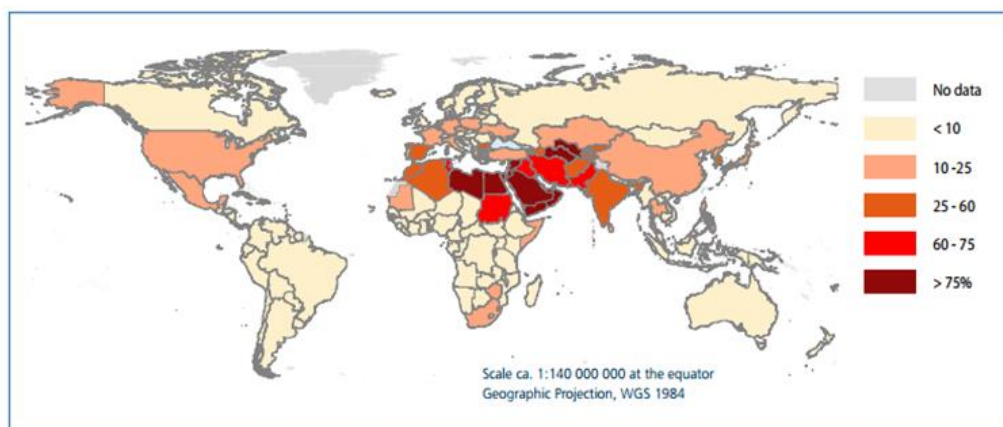 No data
< 10
10 - 25
25 - 60
60 - 75
> 75%
Scale ca. 1:140 000 000 at the equator
Geographic Projection, WGS 1984